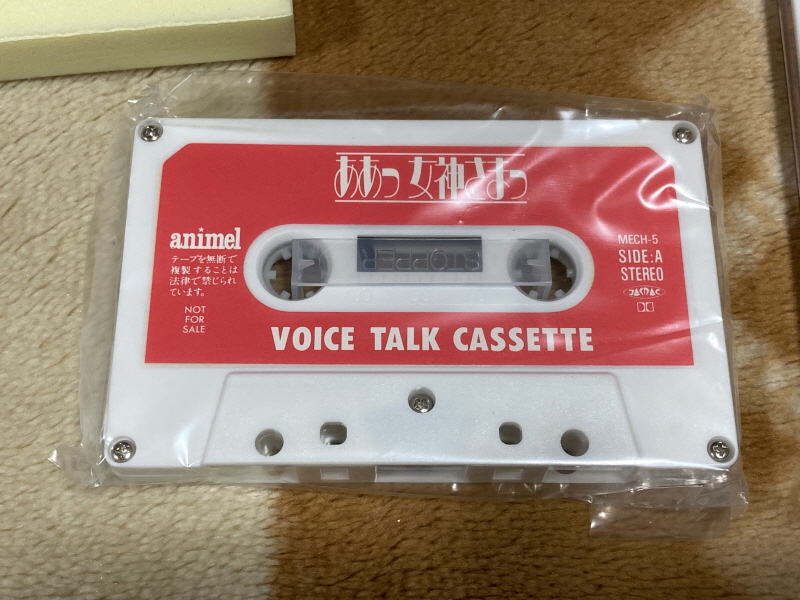 ああっ女神さまっ
animel
テープを無断で
複製することは
法律で禁じられ
ています。
NOT
FOR
SALE
STOPPER
MECH-5
SIDE:A
STEREO
VOICE TALK CASSETTE